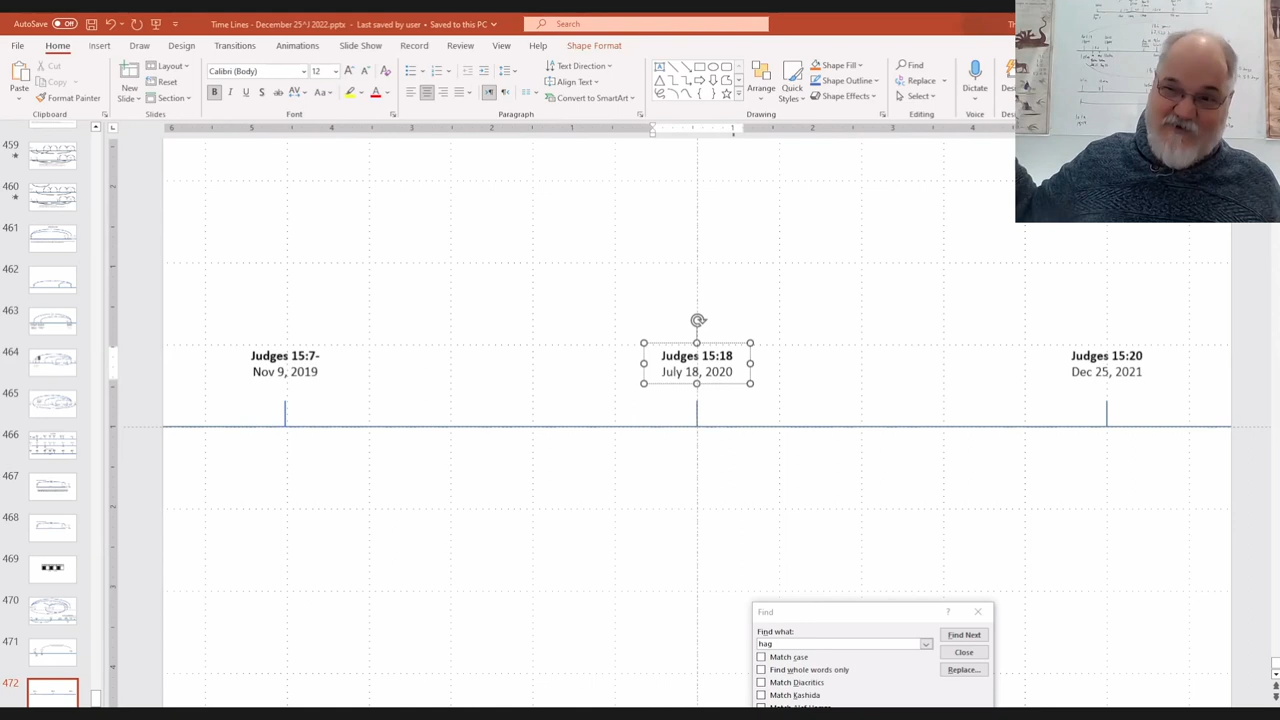 AutoSave Off
Time Lines - December 25^J 2022.pptx • Last saved by user • Saved to this PC
Search
File Home Insert Draw Design Transitions Animations Slide Show Record Review View Help Shape Format
Paste
Cut
Copy
Format Painter
Clipboard
New
Slide
Layout
Reset
Section
Slides
Calibri (Body) 12
Font
Text Direction
Align Text
Convert to SmartArt
Paragraph
Arrange
Quick
Styles
Shape Fill
Shape Outline
Shape Effects
Drawing
Find
Replace
Select
Editing
Dictate
Voice
460
461
462
463
464
465
466
467
468
469
470
471
472
Judges 15:7-
Nov 9, 2019
Judges 15:18
July 18, 2020
Judges 15:20
Dec 25, 2021
Find
Find what:
hag
Match case
Find whole words only
Match Diacritics
Match Kashida
Find Next
Close
Replace...